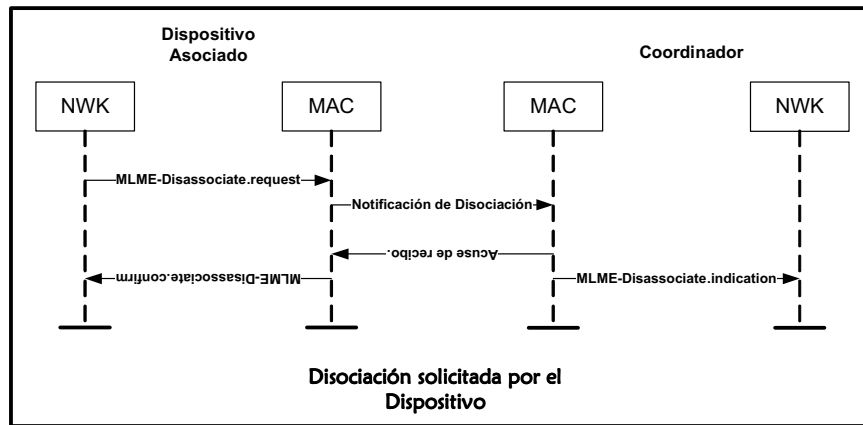 Dispositivo
Asociado
Coordinador
NWK
MAC
MAC
NWK
MLME-Disassociate.request
Notificación de Disociación
Acuse de recibo.
MLME-Disassociate.confirm
MLME-Disassociate.indication
Disociación solicitada por el
Dispositivo